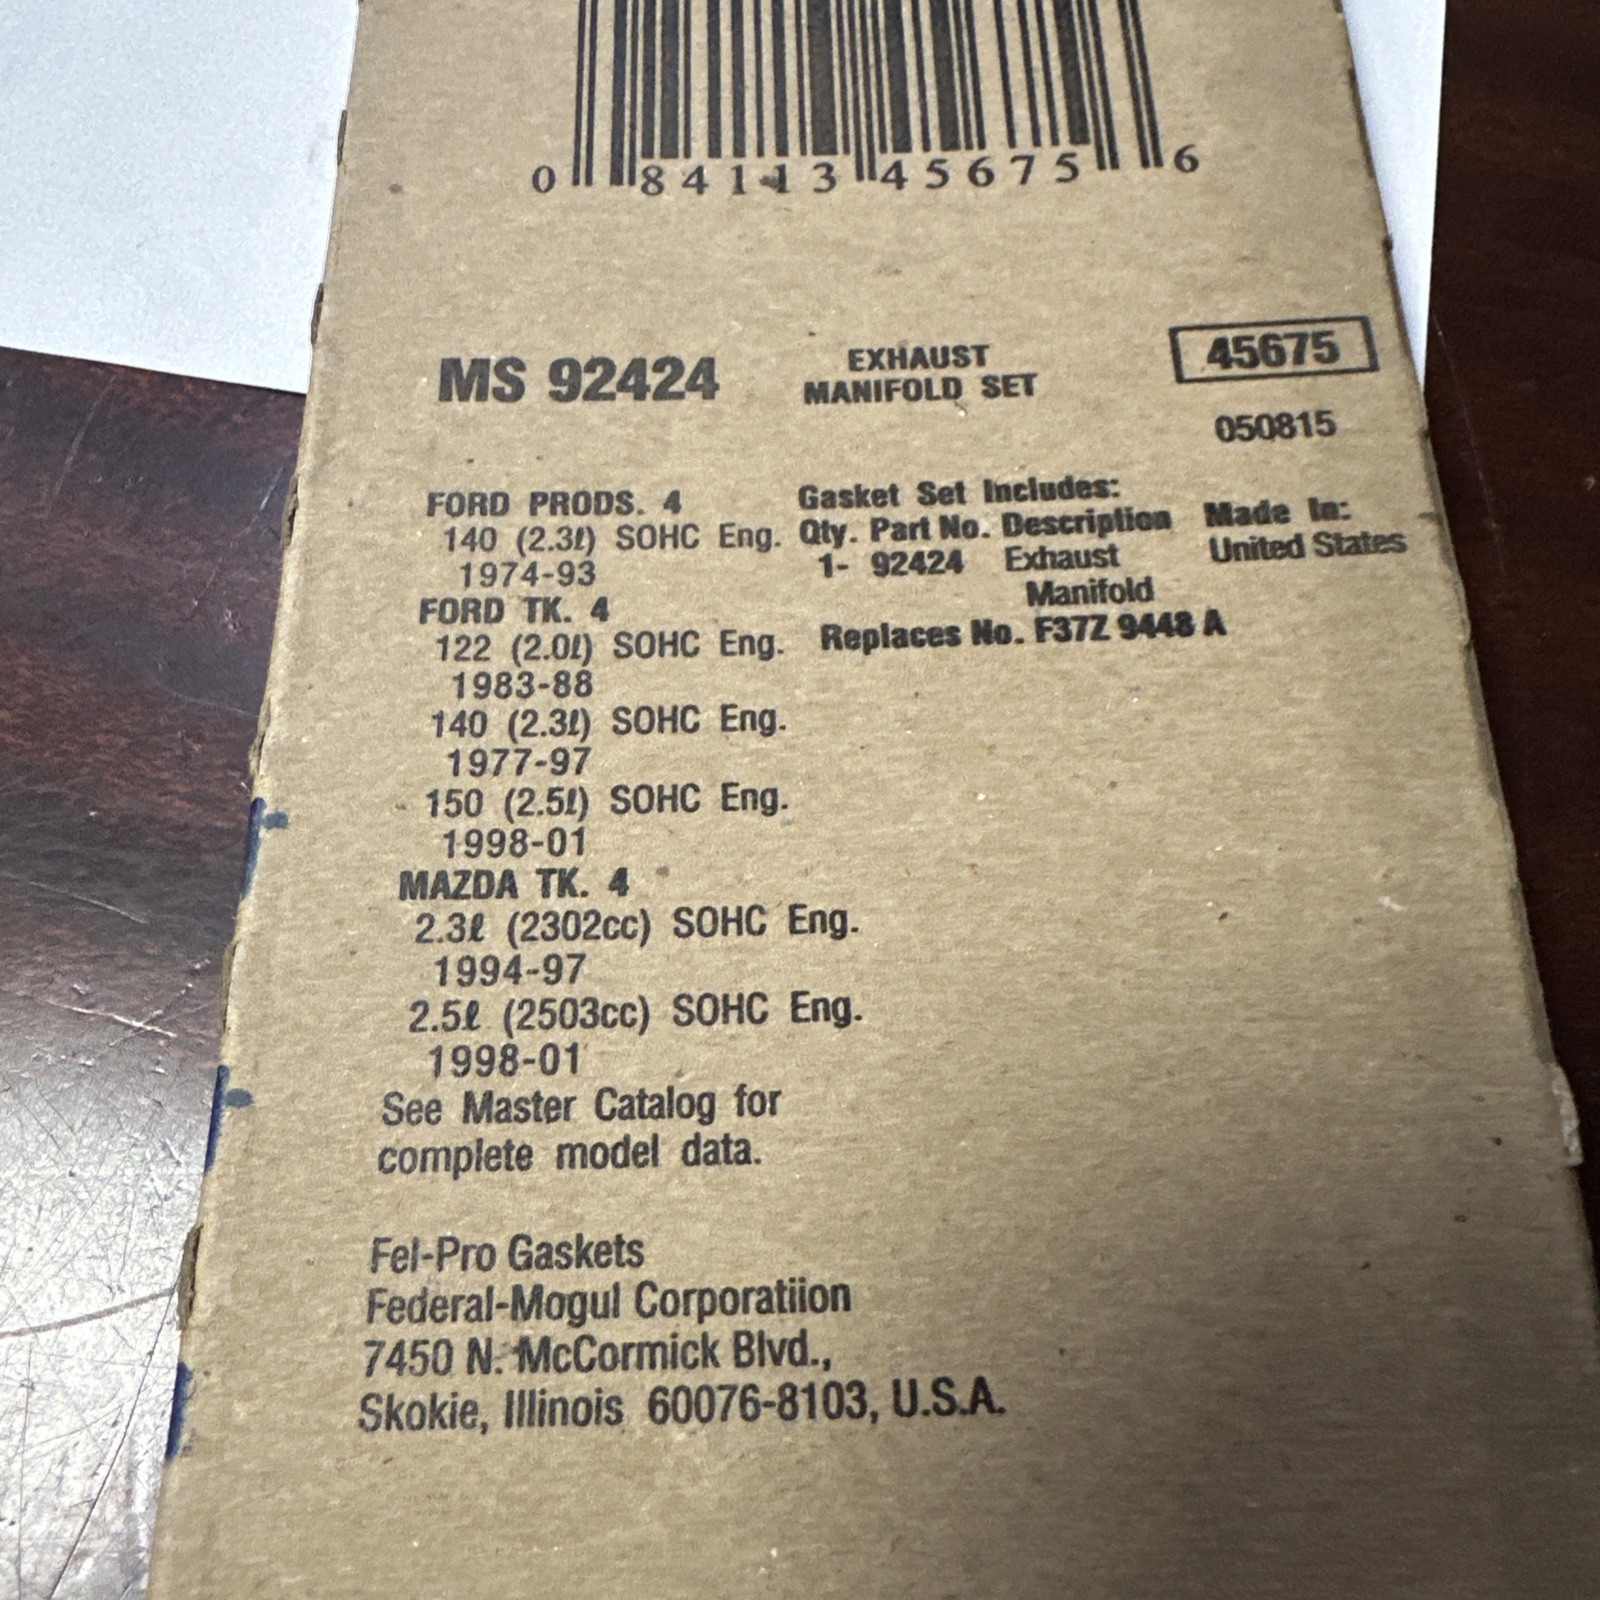 0 84113 45675 6
MS 92424
EXHAUST
MANIFOLD SET
45675
050815
FORD PRODS. 4
140 (2.3ℓ) SOHC Eng.
1974-93
FORD TK. 4
122 (2.0ℓ) SOHC Eng.
1983-88
140 (2.3ℓ) SOHC Eng.
1977-97
150 (2.5ℓ) SOHC Eng.
1998-01
MAZDA TK. 4
2.3ℓ (2302cc) SOHC Eng.
1994-97
2.5ℓ (2503cc) SOHC Eng.
1998-01
See Master Catalog for
complete model data.
Gasket Set Includes:
Qty. Part No. Description
1- 92424 Exhaust
Manifold
Replaces No. F37Z 9448 A
Made In:
United States
Fel-Pro Gaskets
Federal-Mogul Corporatiion
7450 N. McCormick Blvd.,
Skokie, Illinois 60076-8103, U.S.A.